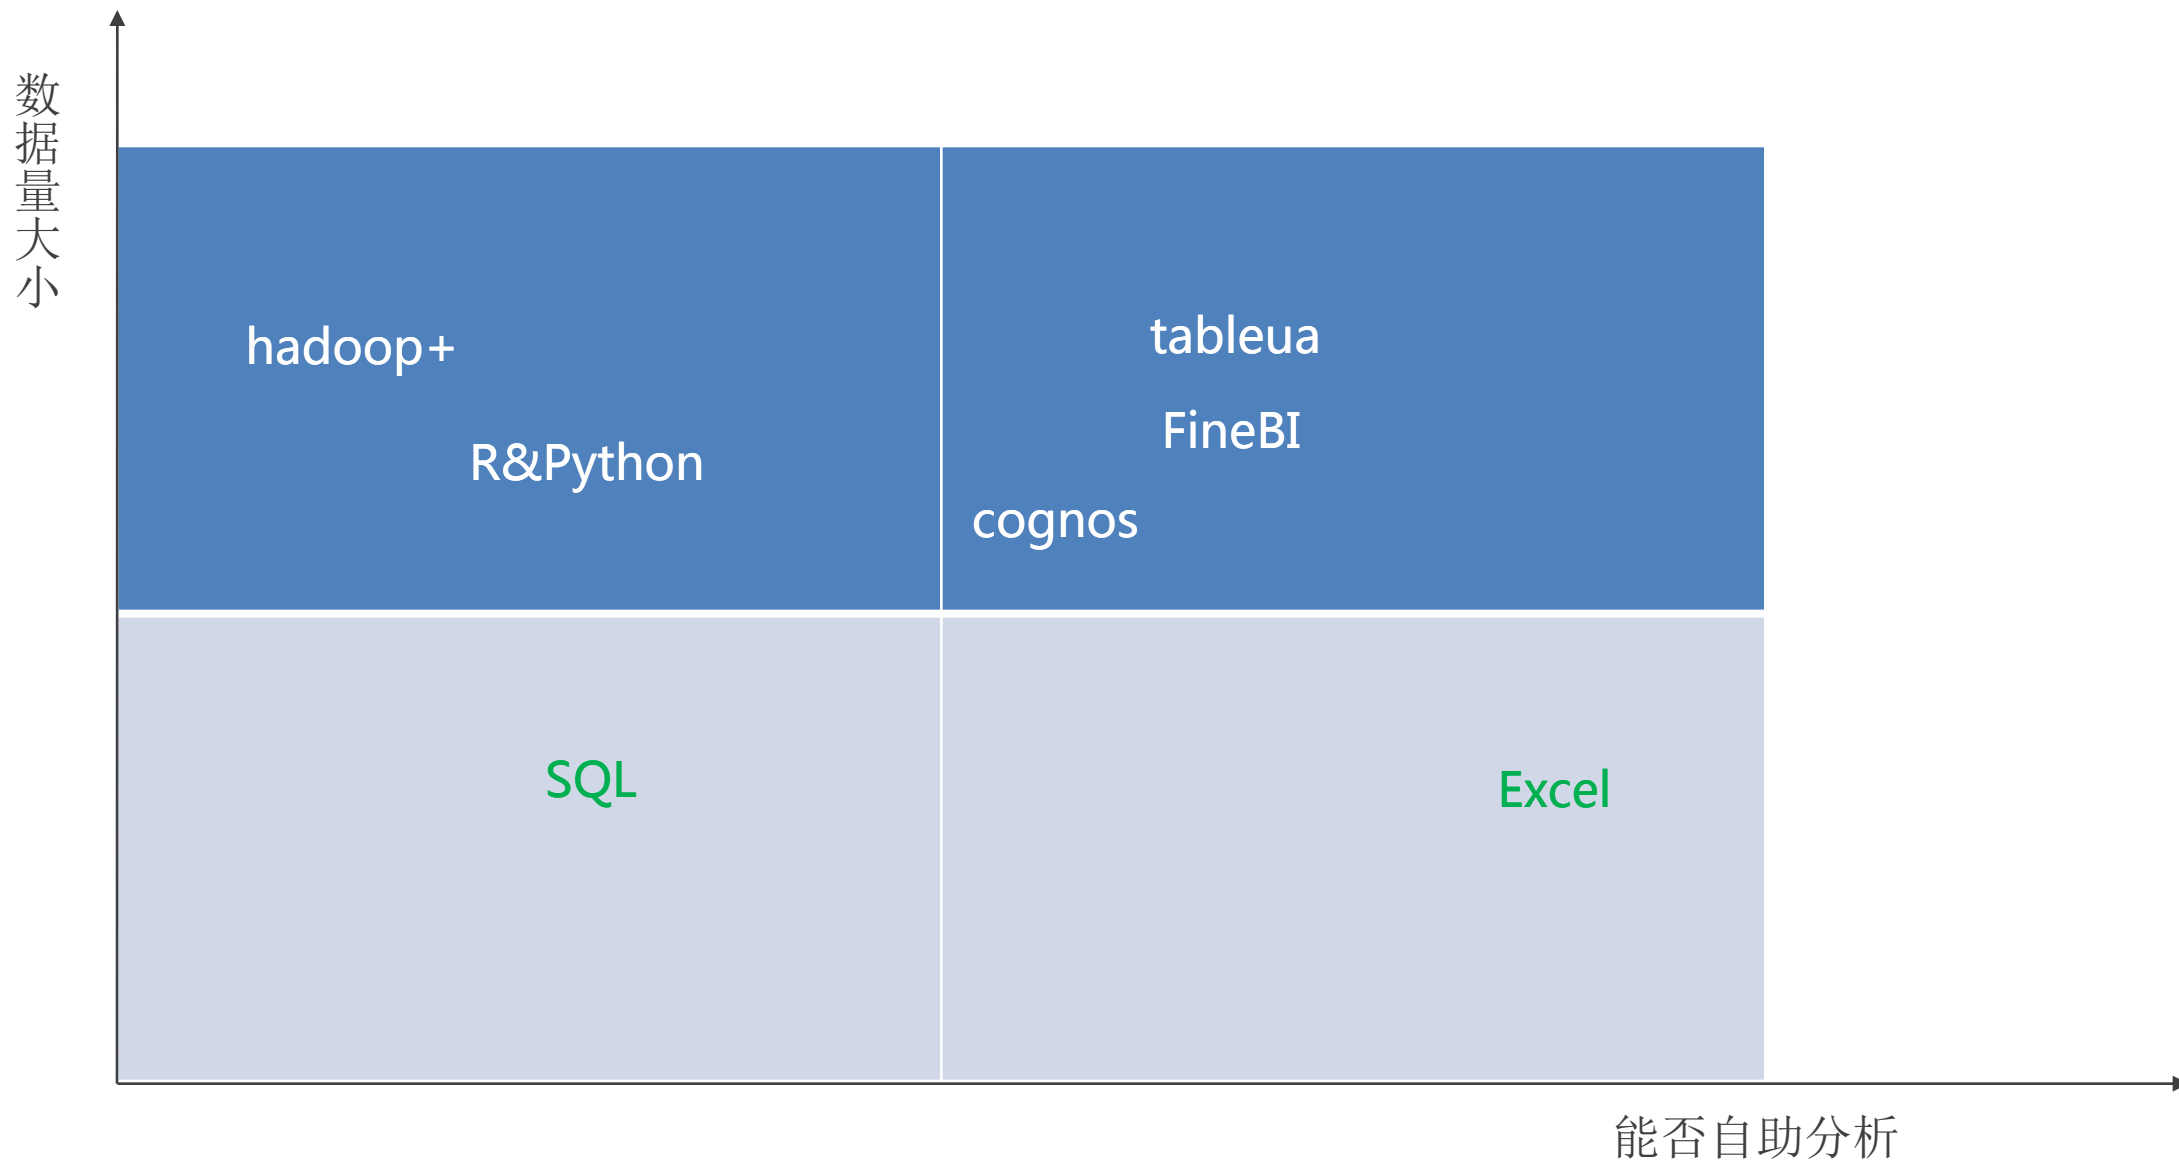 数据量大小
hadoop+
R&Python
tableua
FineBI
cognos
SQL
Excel
能否自助分析